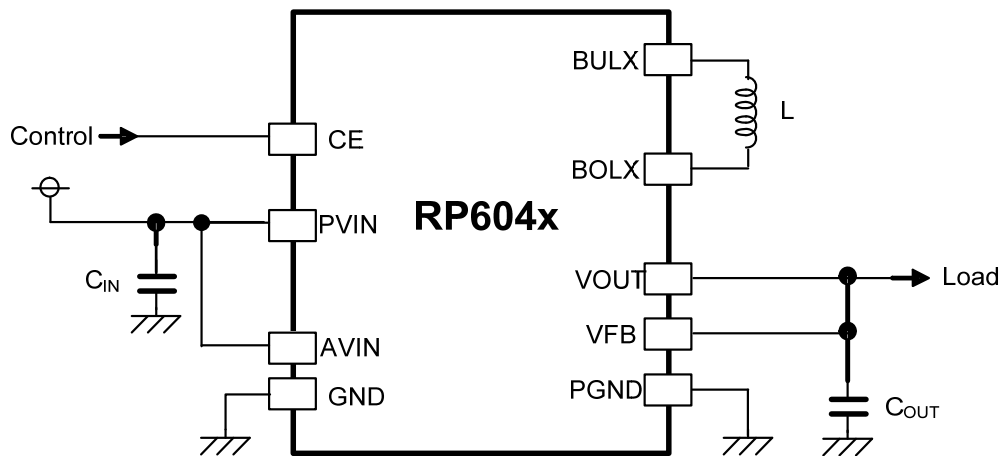 BULX
L
Control
CE
BOLX
PVIN
RP604x
CIN
VOUT
Load
AVIN
VFB
GND
PGND
COUT